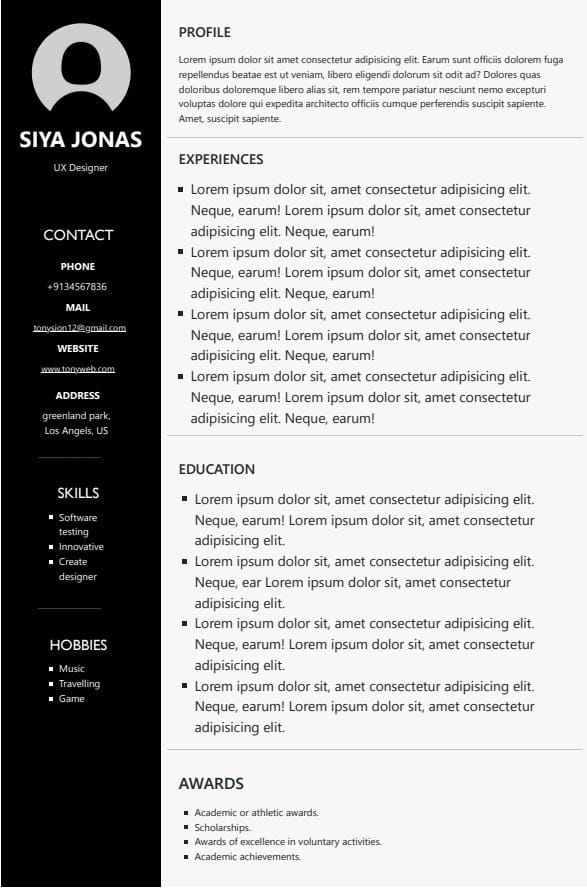 SIYA JONAS
UX Designer
CONTACT
PHONE
+9134567836
MAIL
tonysion12@gmail.com
WEBSITE
www.tonyweb.com
ADDRESS
greenland park,
Los Angels, US
SKILLS
Software
testing
Innovative
Create
designer
HOBBIES
Music
Travelling
Game
PROFILE
Lorem ipsum dolor sit amet consectetur adipisicing elit. Earum sunt officiis dolorem fuga
repellendus beatae est ut veniam, libero eligendi dolorum sit odit ad? Dolores quas
doloribus doloremque libero alias sit, rem tempore pariatur nesciunt nemo excepturi
voluptas dolore qui expedita architecto officiis cumque perferendis suscipit sapiente.
Amet, suscipit sapiente.
EXPERIENCES
Lorem ipsum dolor sit, amet consectetur adipisicing elit.
Neque, earum! Lorem ipsum dolor sit, amet consectetur
adipisicing elit. Neque, earum!
Lorem ipsum dolor sit, amet consectetur adipisicing elit.
Neque, earum! Lorem ipsum dolor sit, amet consectetur
adipisicing elit. Neque, earum!
Lorem ipsum dolor sit, amet consectetur adipisicing elit.
Neque, earum! Lorem ipsum dolor sit, amet consectetur
adipisicing elit. Neque, earum!
Lorem ipsum dolor sit, amet consectetur adipisicing elit.
Neque, earum! Lorem ipsum dolor sit, amet consectetur
adipisicing elit. Neque, earum!
EDUCATION
Lorem ipsum dolor sit, amet consectetur adipisicing elit.
Neque, earum! Lorem ipsum dolor sit, amet consectetur
adipisicing elit.
Lorem ipsum dolor sit, amet consectetur adipisicing elit.
Neque, ear Lorem ipsum dolor sit, amet consectetur
adipisicing elit.
Lorem ipsum dolor sit, amet consectetur adipisicing elit.
Neque, earum! Lorem ipsum dolor sit, amet consectetur
adipisicing elit.
Lorem ipsum dolor sit, amet consectetur adipisicing elit.
Neque, earum! Lorem ipsum dolor sit, amet consectetur
adipisicing elit.
AWARDS
Academic or athletic awards.
Scholarships.
Awards of excellence in voluntary activities.
Academic achievements.